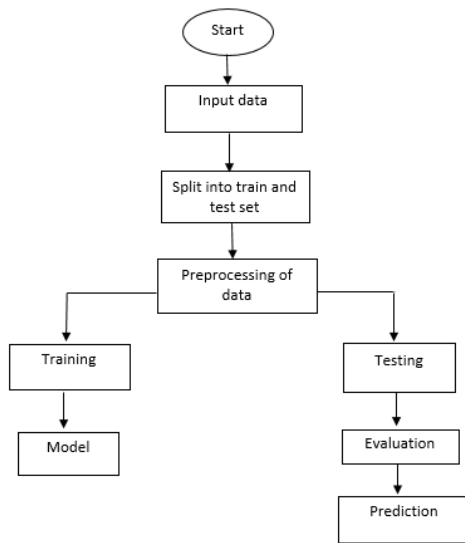 Start
Input data
Split into train and
test set
Preprocessing of
data
Training
Testing
Model
Evaluation
Prediction